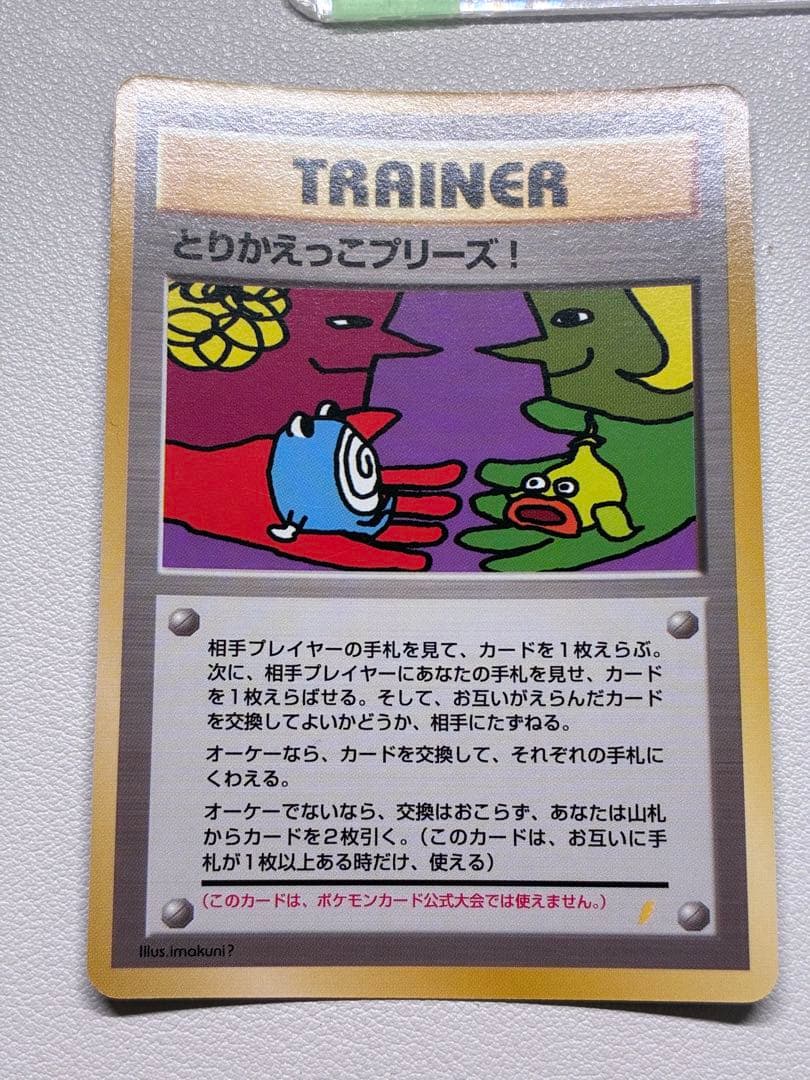 TRAINER
とりかえっこプリーズ!
相手プレイヤーの手札を見て、カードを1枚えらぶ。
次に、相手プレイヤーにあなたの手札を見せ、カード
を1枚えらばせる。そして、お互いがえらんだカード
を交換してよいかどうか、相手にたずねる。
オーケーなら、カードを交換して、それぞれの手札に
くわえる。
オーケーでないなら、交換はおこらず、あなたは山札
からカードを2枚引く。(このカードは、お互いに手
札が1枚以上ある時だけ、使える)
(このカードは、ポケモンカード公式大会では使えません。)
Illus.imakuni?